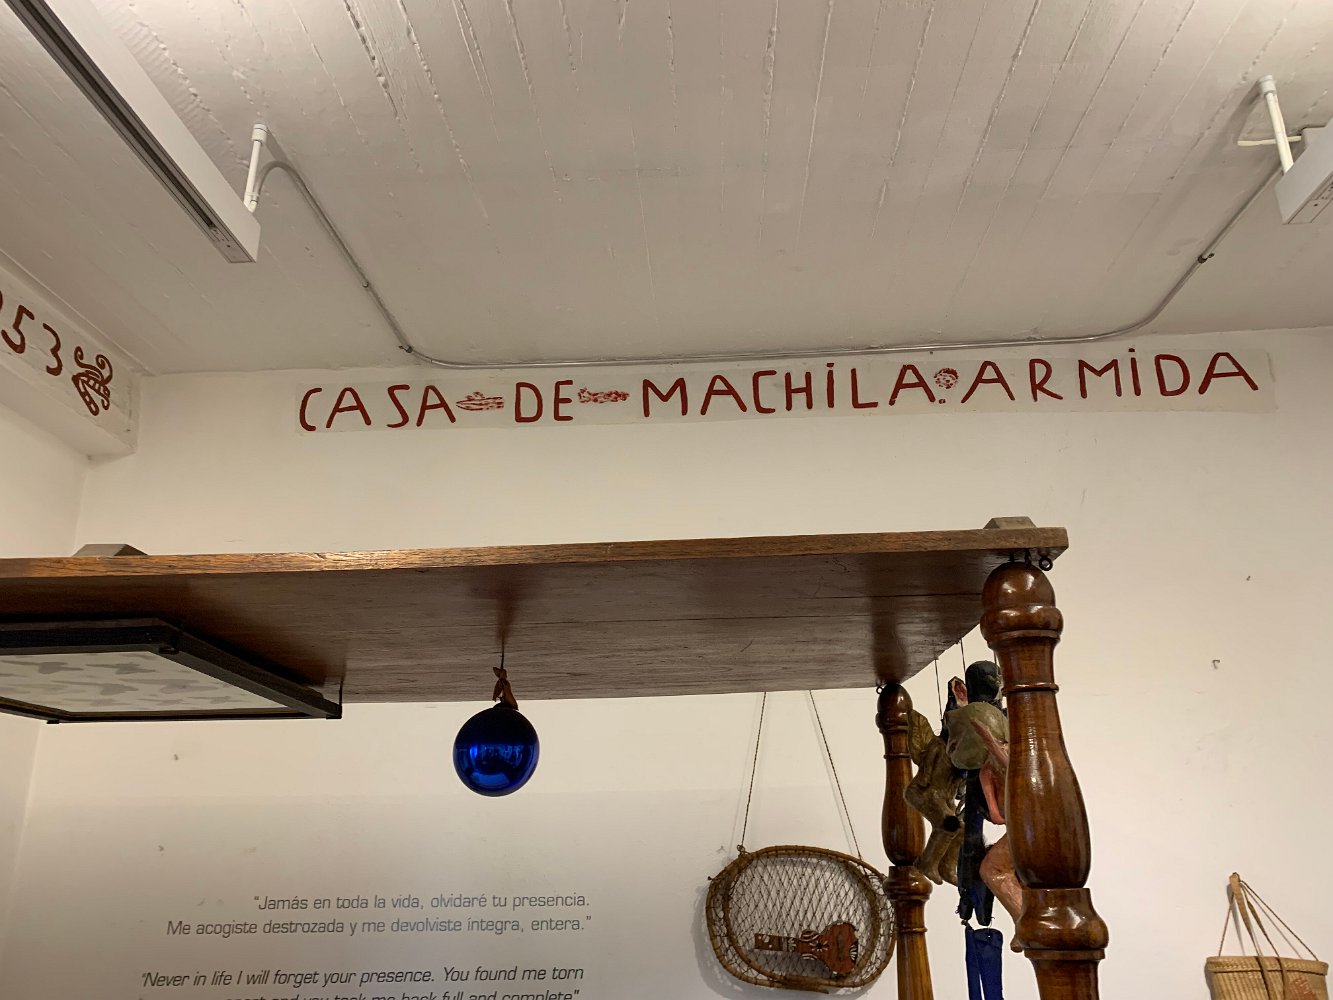 53
CASA DE MACHILA. ARMIDA
“Jamás en toda la vida, olvidaré tu presencia.
Me acogiste destrozada y me devolviste íntegra, entera.”
“Never in life I will forget your presence. You found me torn
apart and you took me back full and complete”